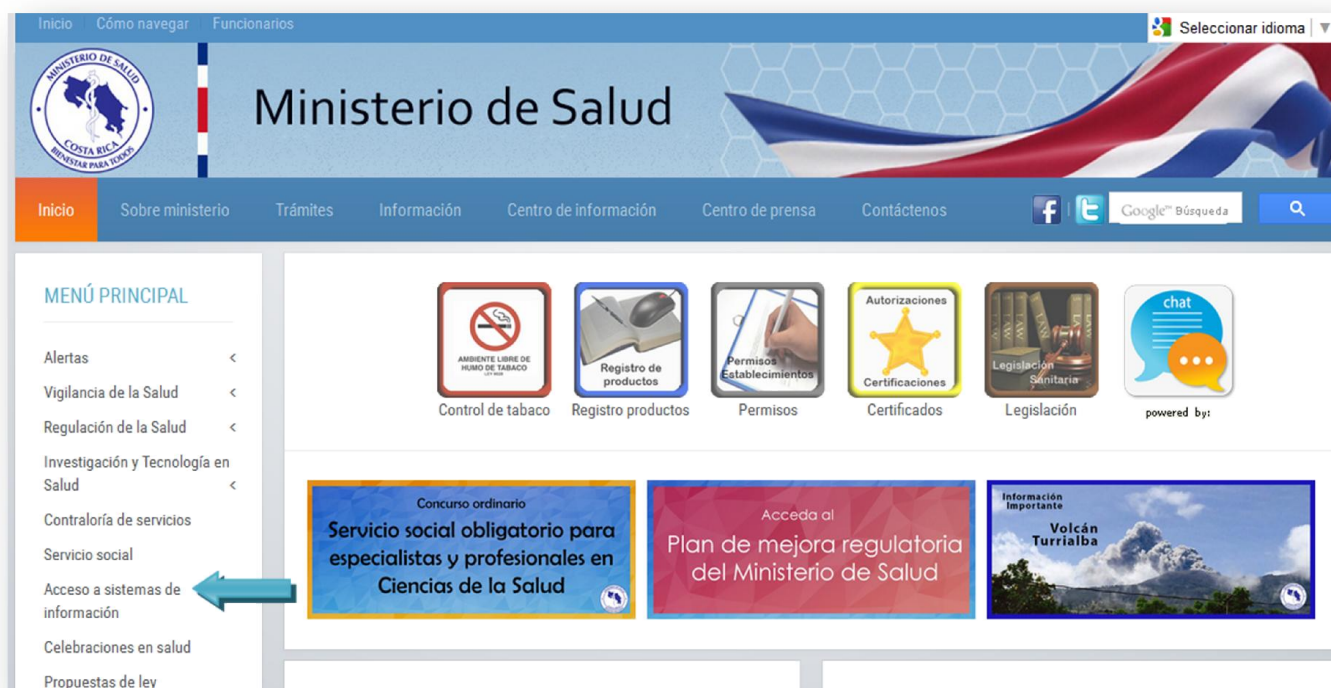 Inicio
Cómo navegar
Funcionarios
Seleccionar idioma
MINISTERIO DE SALUD
COSTA RICA
BIENESTAR PARA TODOS
Ministerio de Salud
Inicio
Sobre ministerio
Trámites
Información
Centro de información
Centro de prensa
Contáctenos
Google™ Búsqueda
MENÚ PRINCIPAL
Alertas
Vigilancia de la Salud
Regulación de la Salud
Investigación y Tecnología en
Salud
Contraloría de servicios
Servicio social
Acceso a sistemas de
información
Celebraciones en salud
Propuestas de ley
AMBIENTE LIBRE DE
HUMO DE TABACO
Control de tabaco
Registro de
productos
Registro productos
Permisos
Establecimientos
Permisos
Autorizaciones
Certificaciones
Certificados
LAW
LAW
LAW
Legislación
Sanitaria
Legislación
chat
powered by:
Concurso ordinario
Servicio social obligatorio para
especialistas y profesionales en
Ciencias de la Salud
Acceda al
Plan de mejora regulatoria
del Ministerio de Salud
Información
Importante
Volcán
Turrialba